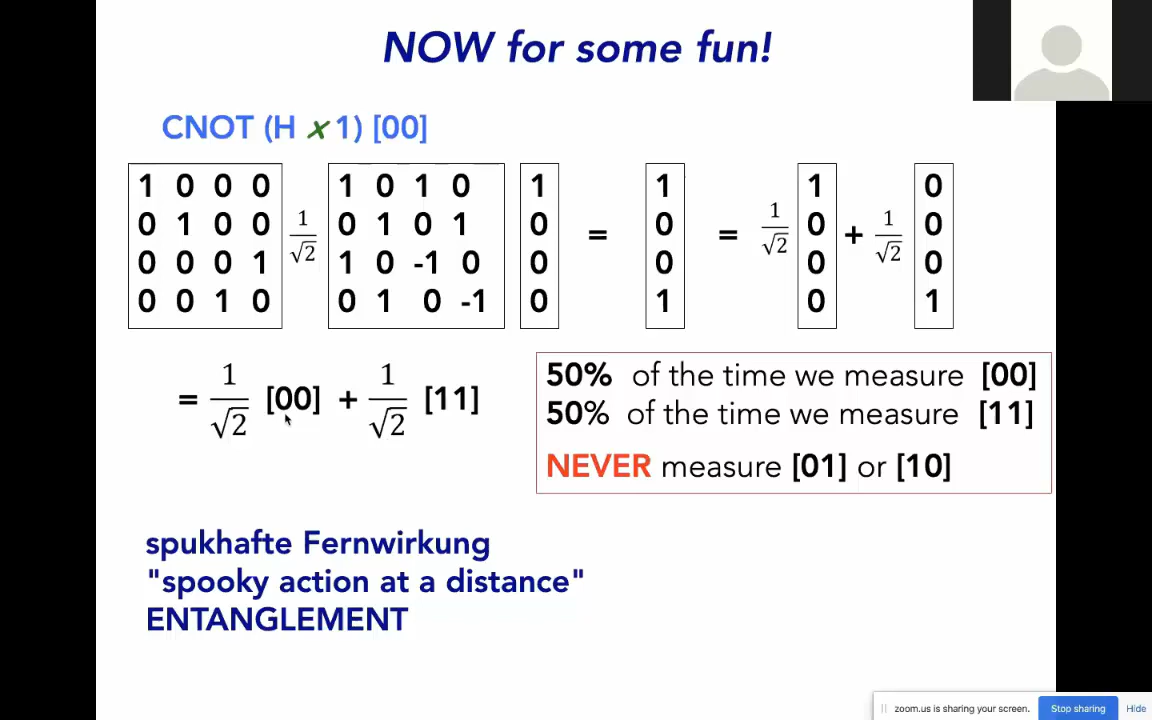 NOW for some fun!
CNOT (H x 1) [00]
1 0 0 0 1/√2 1 0 1 0 1 = 1 = 1/√2 1 + 1/√2 0
0 1 0 0 0 1 0 1 0 0 0 0
0 0 0 1 1 0 -1 0 0 0 0 0
0 0 1 0 0 1 0 -1 0 1 0 1
= 1/√2 [00] + 1/√2 [11]
50% of the time we measure [00]
50% of the time we measure [11]
NEVER measure [01] or [10]
spukhafte Fernwirkung
"spooky action at a distance"
ENTANGLEMENT
zoom.us is sharing your screen. Stop sharing Hide